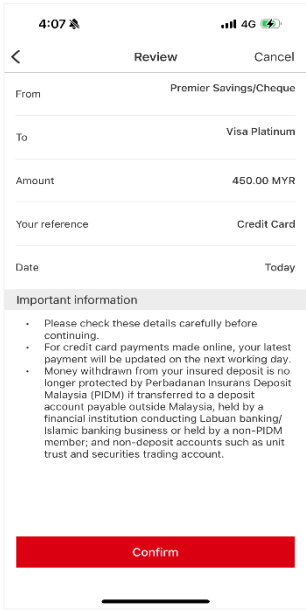 4:07 4G
Review Cancel
From Premier Savings/Cheque
To Visa Platinum
Amount 450.00 MYR
Your reference Credit Card
Date Today
Important information
• Please check these details carefully before
continuing.
• For credit card payments made online, your latest
payment will be updated on the next working day.
• Money withdrawn from your insured deposit is no
longer protected by Perbadanan Insurans Deposit
Malaysia (PIDM) if transferred to a deposit
account payable outside Malaysia, held by a
financial institution conducting Labuan banking/
Islamic banking business or held by a non-PIDM
member; and non-deposit accounts such as unit
trust and securities trading account.
Confirm